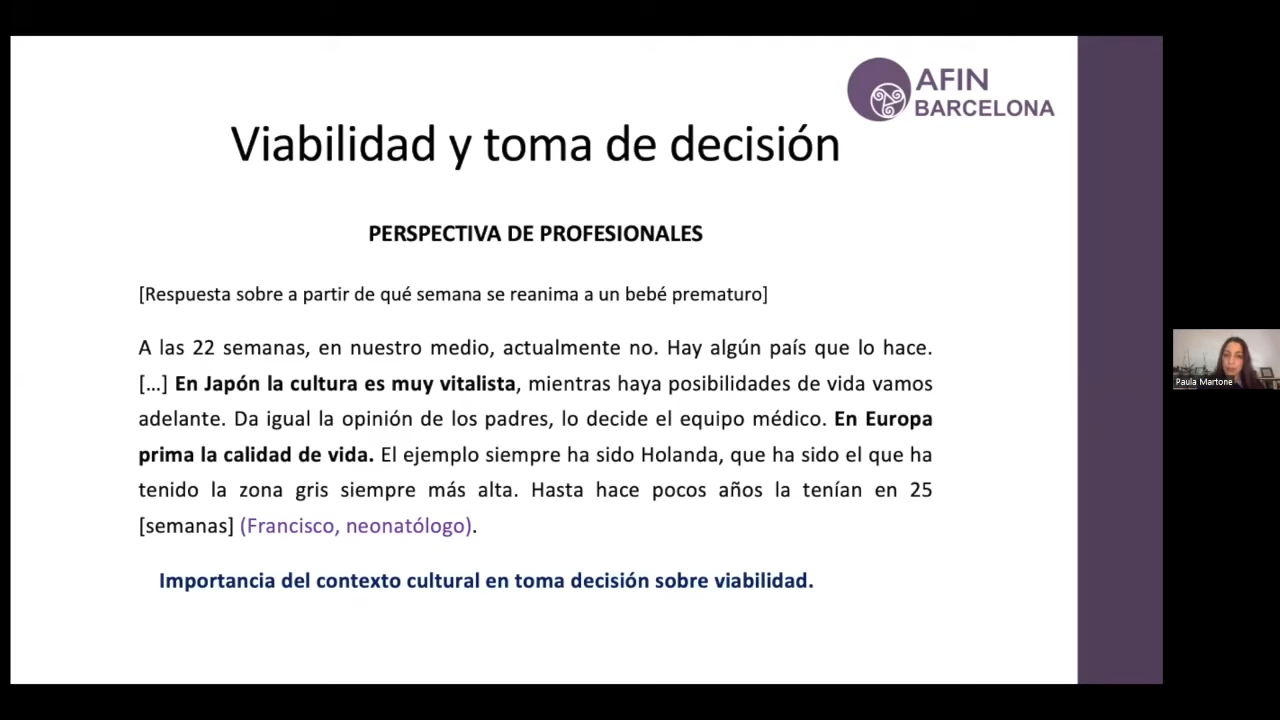 AFIN
BARCELONA
Viabilidad y toma de decisión
PERSPECTIVA DE PROFESIONALES
[Respuesta sobre a partir de qué semana se reanima a un bebé prematuro]
A las 22 semanas, en nuestro medio, actualmente no. Hay algún país que lo hace.
[…] En Japón la cultura es muy vitalista, mientras haya posibilidades de vida vamos
adelante. Da igual la opinión de los padres, lo decide el equipo médico. En Europa
prima la calidad de vida. El ejemplo siempre ha sido Holanda, que ha sido el que ha
tenido la zona gris siempre más alta. Hasta hace pocos años la tenían en 25
[semanas] (Francisco, neonatólogo).
Importancia del contexto cultural en toma decisión sobre viabilidad.
Paula Martone